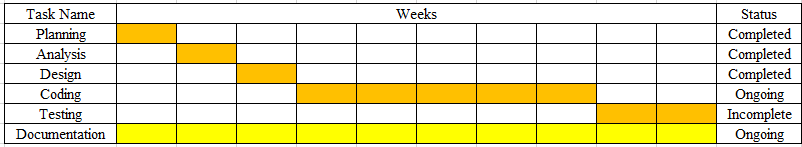 Task Name Weeks Status
Planning Completed
Analysis Completed
Design Completed
Coding Ongoing
Testing Incomplete
Documentation Ongoing